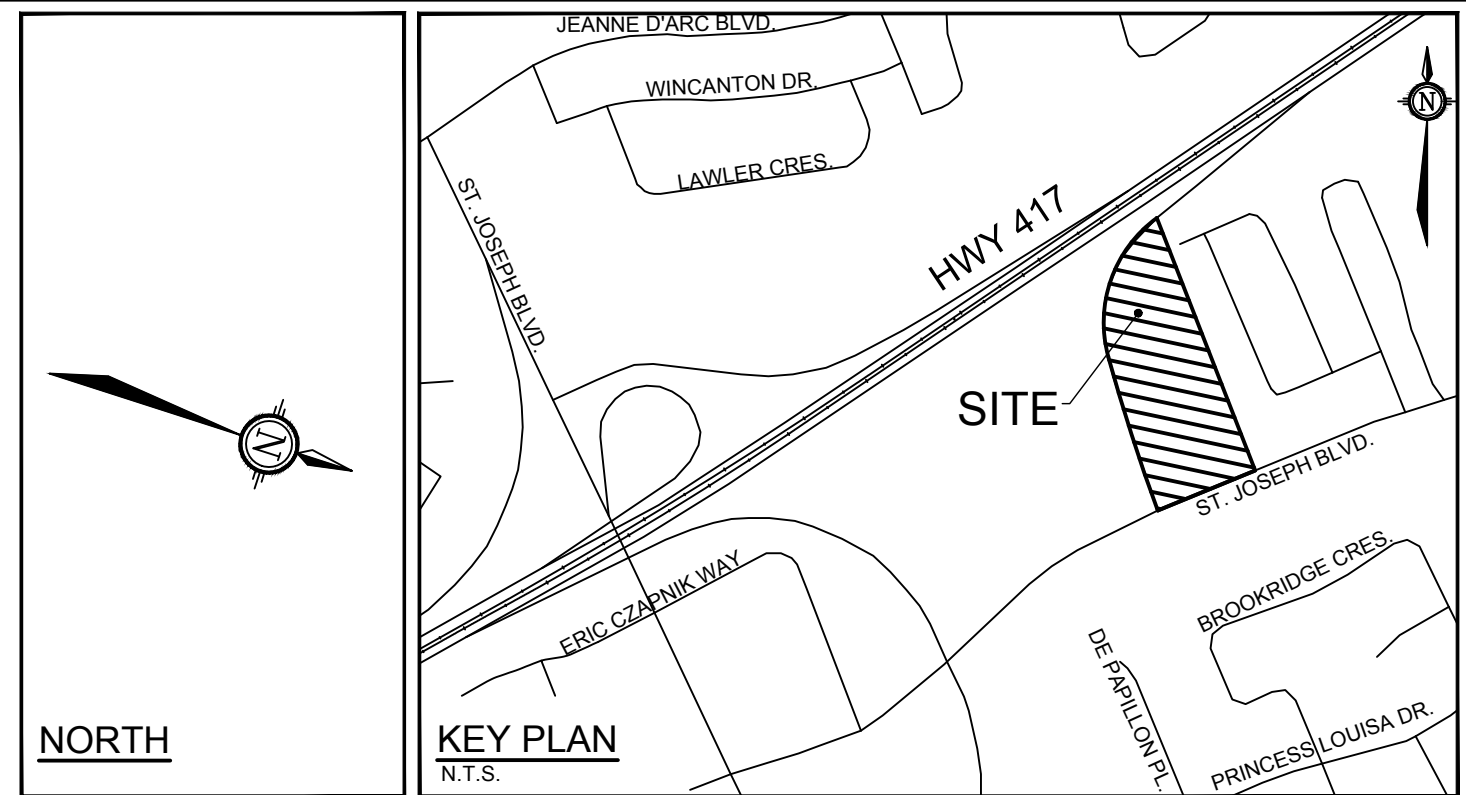 N
NORTH
JEANNE D'ARC BLVD.
WINCANTON DR.
LAWLER CRES.
N
ST. JOSEPH BLVD.
HWY 417
SITE
ST. JOSEPH BLVD.
ERIC CZAPNIK WAY
BROOKRIDGE CRES.
DE PAPILLON PL.
PRINCESS LOUISA DR.
KEY PLAN
N.T.S.